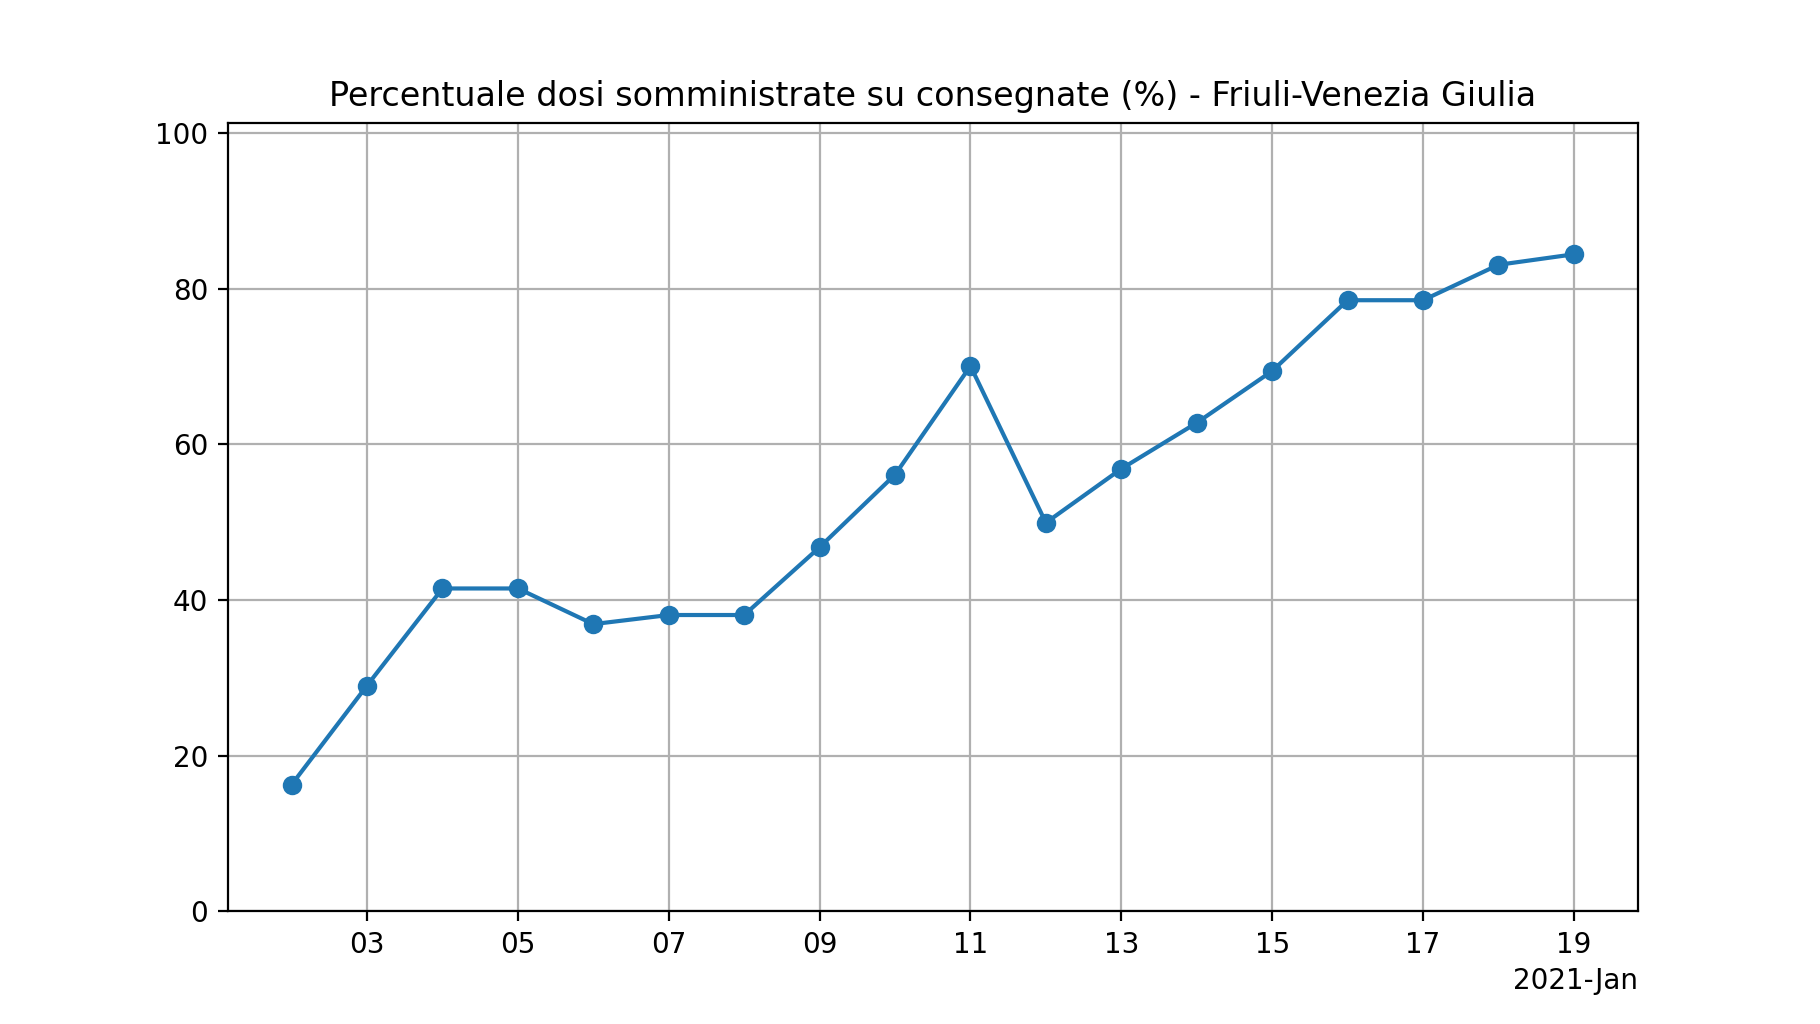 Percentuale dosi somministrate su consegnate (%) - Friuli-Venezia Giulia
100
80
60
40
20
0
03 05 07 09 11 13 15 17 19
2021-Jan